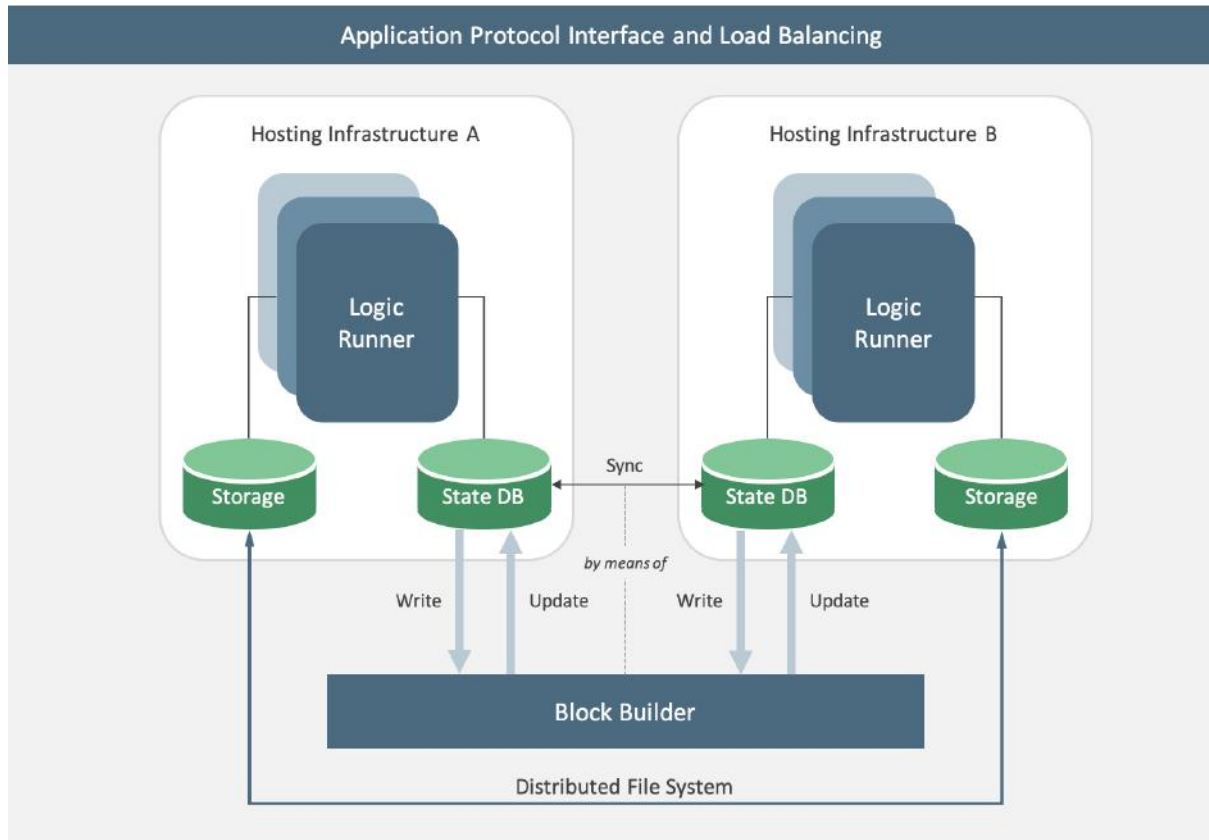 Application Protocol Interface and Load Balancing
Hosting Infrastructure A
Hosting Infrastructure B
Logic
Runner
Logic
Runner
Storage
State DB
Sync
State DB
Storage
by means of
Write
Update
Write
Update
Block Builder
Distributed File System